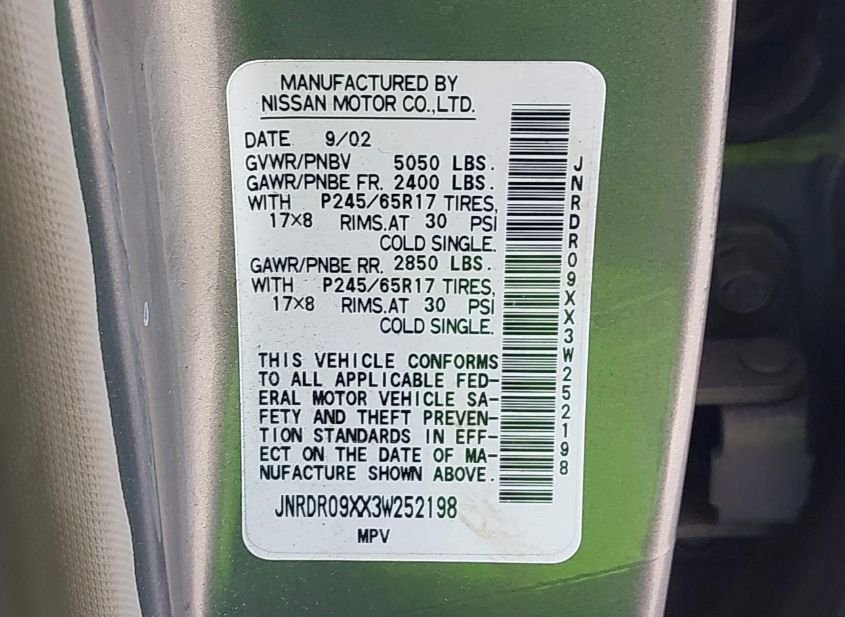 MANUFACTURED BY
NISSAN MOTOR CO.,LTD.
DATE 9/02
GVWR/PNBV 5050 LBS.
GAWR/PNBE FR. 2400 LBS.
WITH P245/65R17 TIRES,
17×8 RIMS.AT 30 PSI
COLD SINGLE.
GAWR/PNBE RR. 2850 LBS.
WITH P245/65R17 TIRES,
17×8 RIMS.AT 30 PSI
COLD SINGLE.
THIS VEHICLE CONFORMS
TO ALL APPLICABLE FED-
ERAL MOTOR VEHICLE SA-
FETY AND THEFT PREVEN-
TION STANDARDS IN EFF-
ECT ON THE DATE OF MA-
NUFACTURE SHOWN ABOVE.
JNRDR09XX3W252198
MPV
JNRDR09XX3W252198